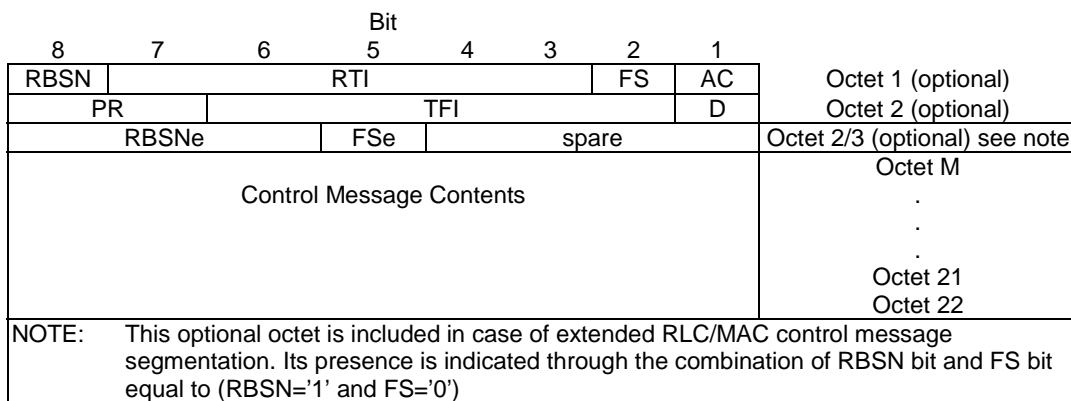 Bit
8 7 6 5 4 3 2 1
RBSN RTI FS AC Octet 1 (optional)
PR TFI D Octet 2 (optional)
RBSNe FSe spare Octet 2/3 (optional) see note
Octet M
Control Message Contents .
.
.
Octet 21
Octet 22
NOTE: This optional octet is included in case of extended RLC/MAC control message
segmentation. Its presence is indicated through the combination of RBSN bit and FS bit
equal to (RBSN='1' and FS='0')